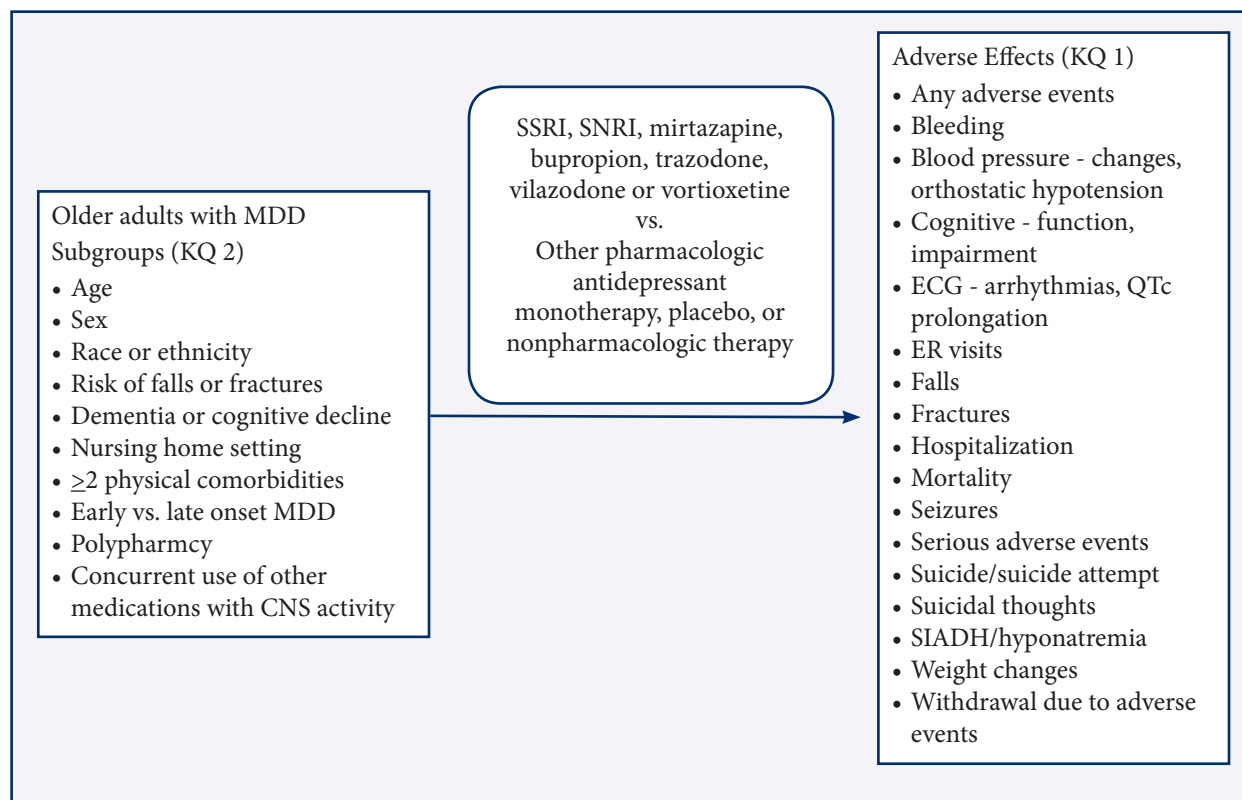 Older adults with MDD
Subgroups (KQ 2)
• Age
• Sex
• Race or ethnicity
• Risk of falls or fractures
• Dementia or cognitive decline
• Nursing home setting
• ≥2 physical comorbidities
• Early vs. late onset MDD
• Polypharmcy
• Concurrent use of other
medications with CNS activity
SSRI, SNRI, mirtazapine,
bupropion, trazodone,
vilazodone or vortioxetine
vs.
Other pharmacologic
antidepressant
monotherapy, placebo, or
nonpharmacologic therapy
Adverse Effects (KQ 1)
• Any adverse events
• Bleeding
• Blood pressure - changes,
orthostatic hypotension
• Cognitive - function,
impairment
• ECG - arrhythmias, QTc
prolongation
• ER visits
• Falls
• Fractures
• Hospitalization
• Mortality
• Seizures
• Serious adverse events
• Suicide/suicide attempt
• Suicidal thoughts
• SIADH/hyponatremia
• Weight changes
• Withdrawal due to adverse
events